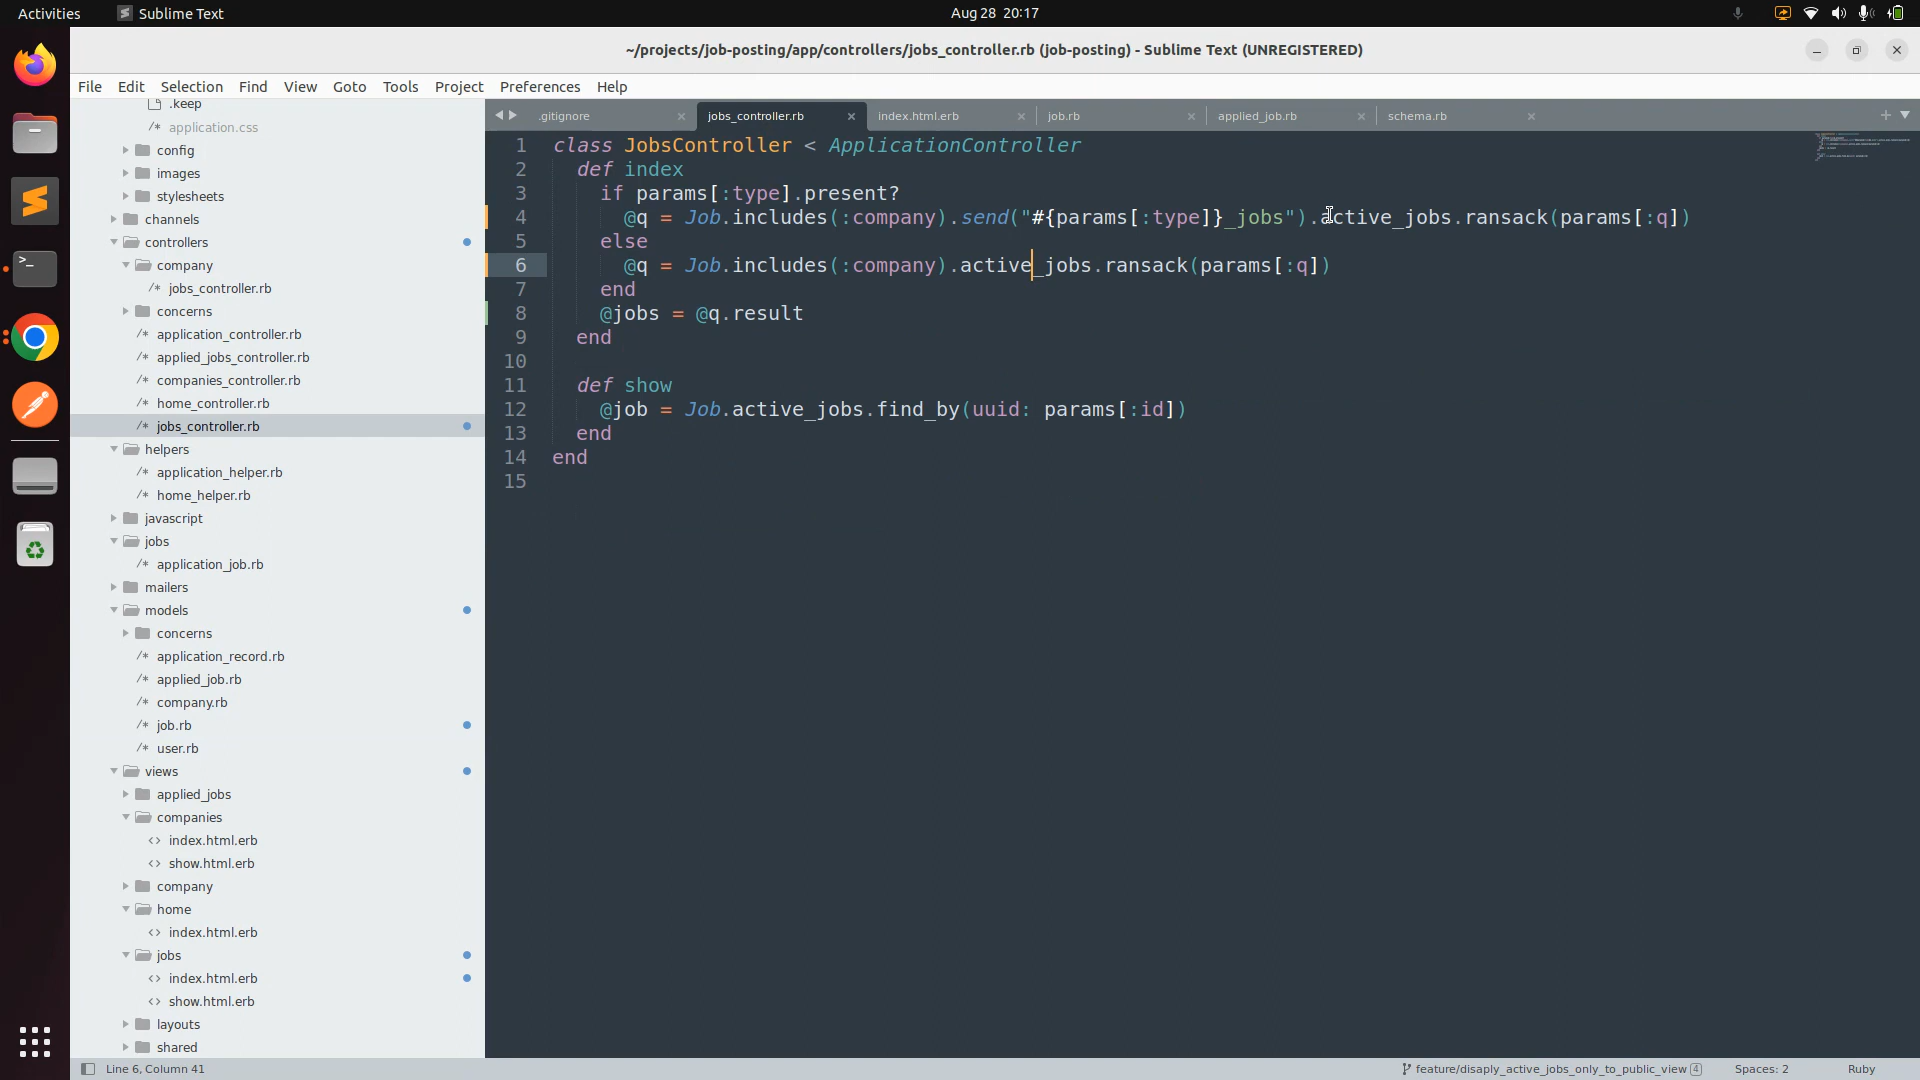 Activities
Sublime Text
Aug 28 20:17
~/projects/job-posting/app/controllers/jobs_controller.rb (job-posting) - Sublime Text (UNREGISTERED)
File Edit Selection Find View Goto Tools Project Preferences Help
.keep
/* application.css
config
images
stylesheets
channels
controllers
company
/* jobs_controller.rb
concerns
/* application_controller.rb
/* applied_jobs_controller.rb
/* companies_controller.rb
/* home_controller.rb
/* jobs_controller.rb
helpers
/* application_helper.rb
/* home_helper.rb
javascript
jobs
/* application_job.rb
mailers
models
concerns
/* application_record.rb
/* applied_job.rb
/* company.rb
/* job.rb
/* user.rb
views
applied_jobs
companies
<> index.html.erb
<> show.html.erb
company
home
<> index.html.erb
jobs
<> index.html.erb
<> show.html.erb
layouts
shared
.gitignore
jobs_controller.rb
index.html.erb
job.rb
applied_job.rb
schema.rb
1 class JobsController < ApplicationController
2   def index
3     if params[:type].present?
4       @q = Job.includes(:company).send("#{params[:type]}_jobs").active_jobs.ransack(params[:q])
5     else
6       @q = Job.includes(:company).active_jobs.ransack(params[:q])
7     end
8     @jobs = @q.result
9   end
10
11   def show
12     @job = Job.active_jobs.find_by(uuid: params[:id])
13   end
14 end
15
Line 6, Column 41
feature/disaply_active_jobs_only_to_public_view 4
Spaces: 2
Ruby